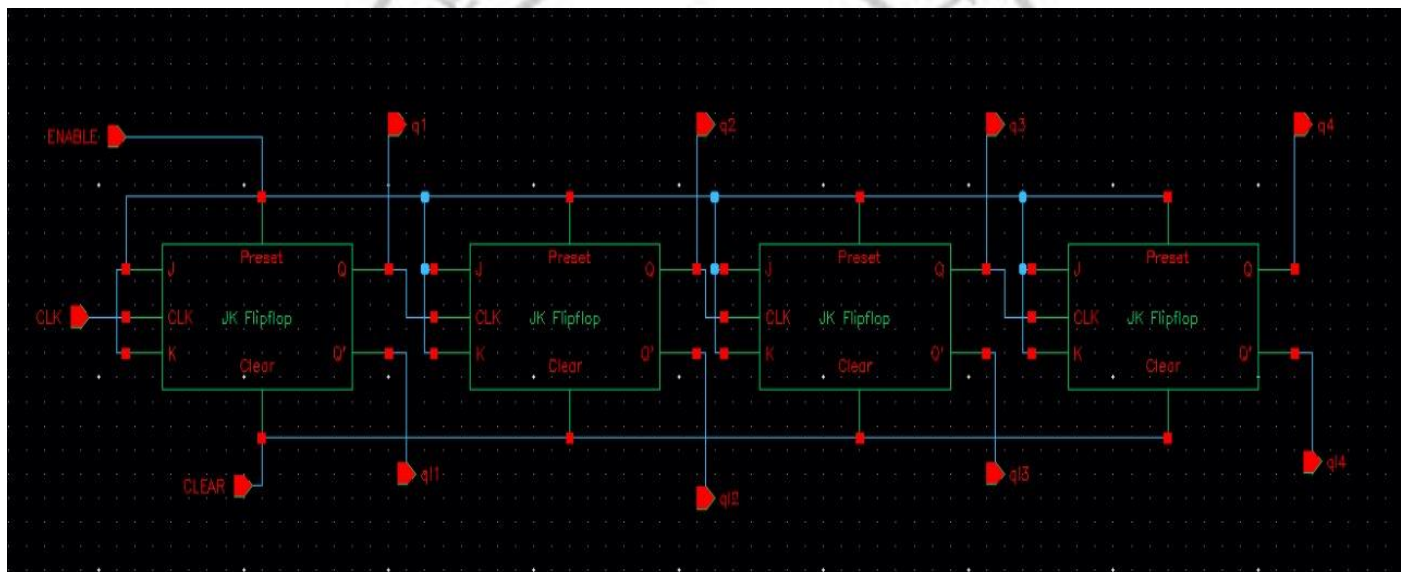 ENABLE
q1
q2
q3
q4
Preset
Preset
Preset
Preset
J
Q
J
Q
J
Q
J
Q
CLK
CLK
JK Flipflop
CLK
JK Flipflop
CLK
JK Flipflop
CLK
JK Flipflop
K
Q'
K
Q'
K
Q'
K
Q'
Clear
Clear
Clear
Clear
CLEAR
ql1
ql2
ql3
ql4